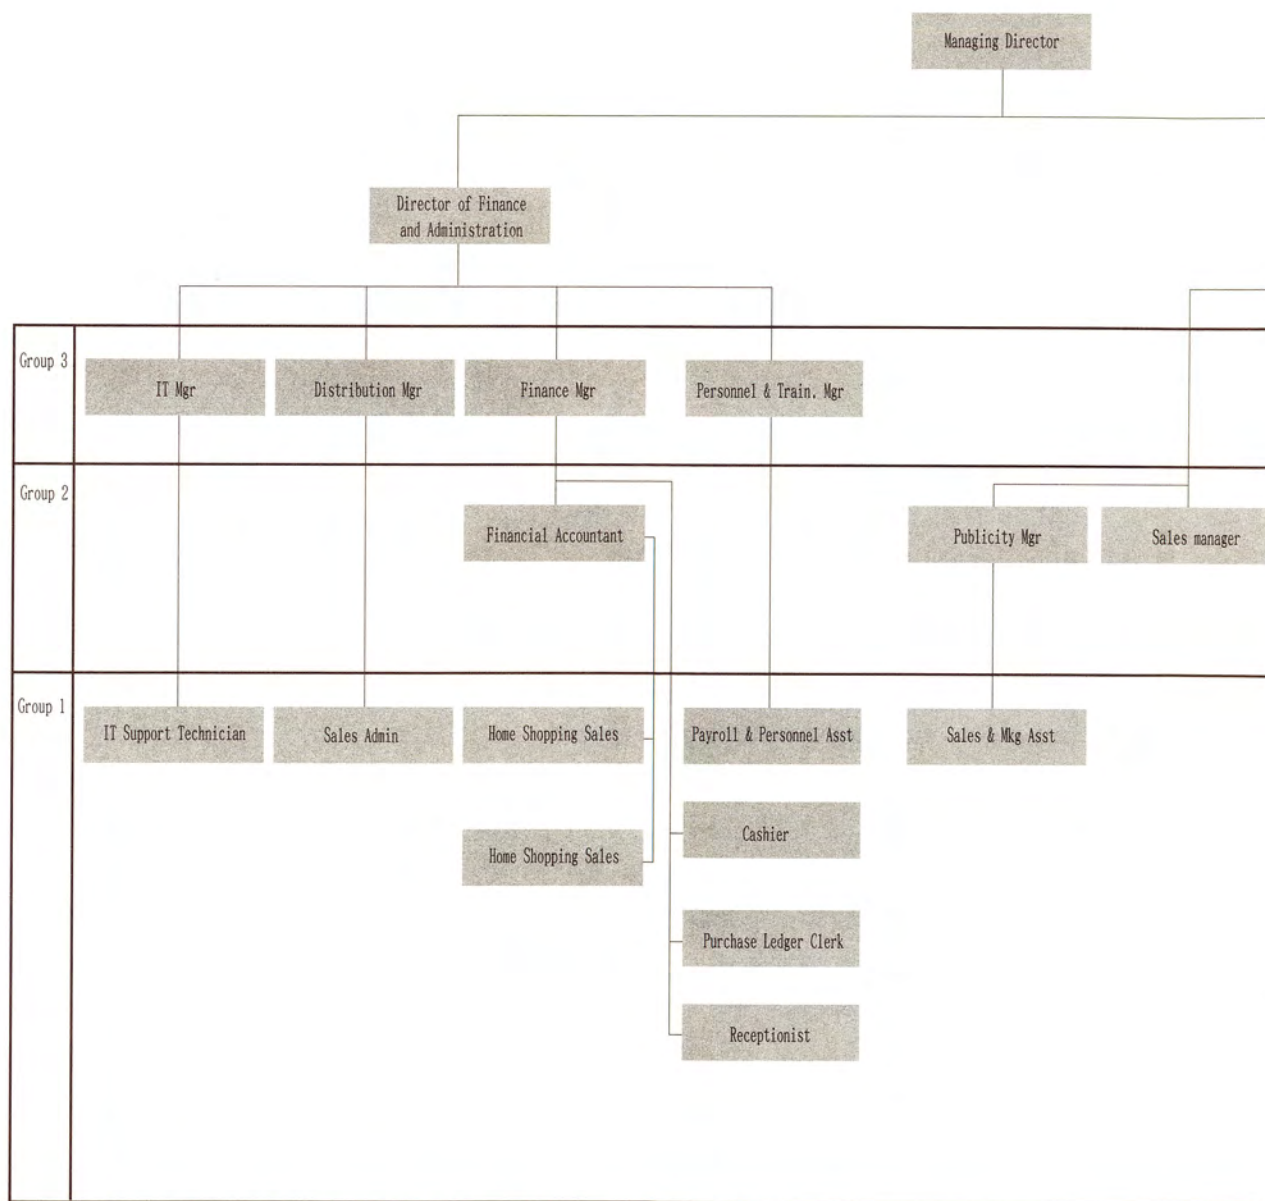 Managing Director
Director of Finance
and Administration
Group 3
IT Mgr
Distribution Mgr
Finance Mgr
Personnel & Train. Mgr
Group 2
Financial Accountant
Publicity Mgr
Sales manager
Group 1
IT Support Technician
Sales Admin
Home Shopping Sales
Payroll & Personnel Asst
Sales & Mkg Asst
Cashier
Home Shopping Sales
Purchase Ledger Clerk
Receptionist